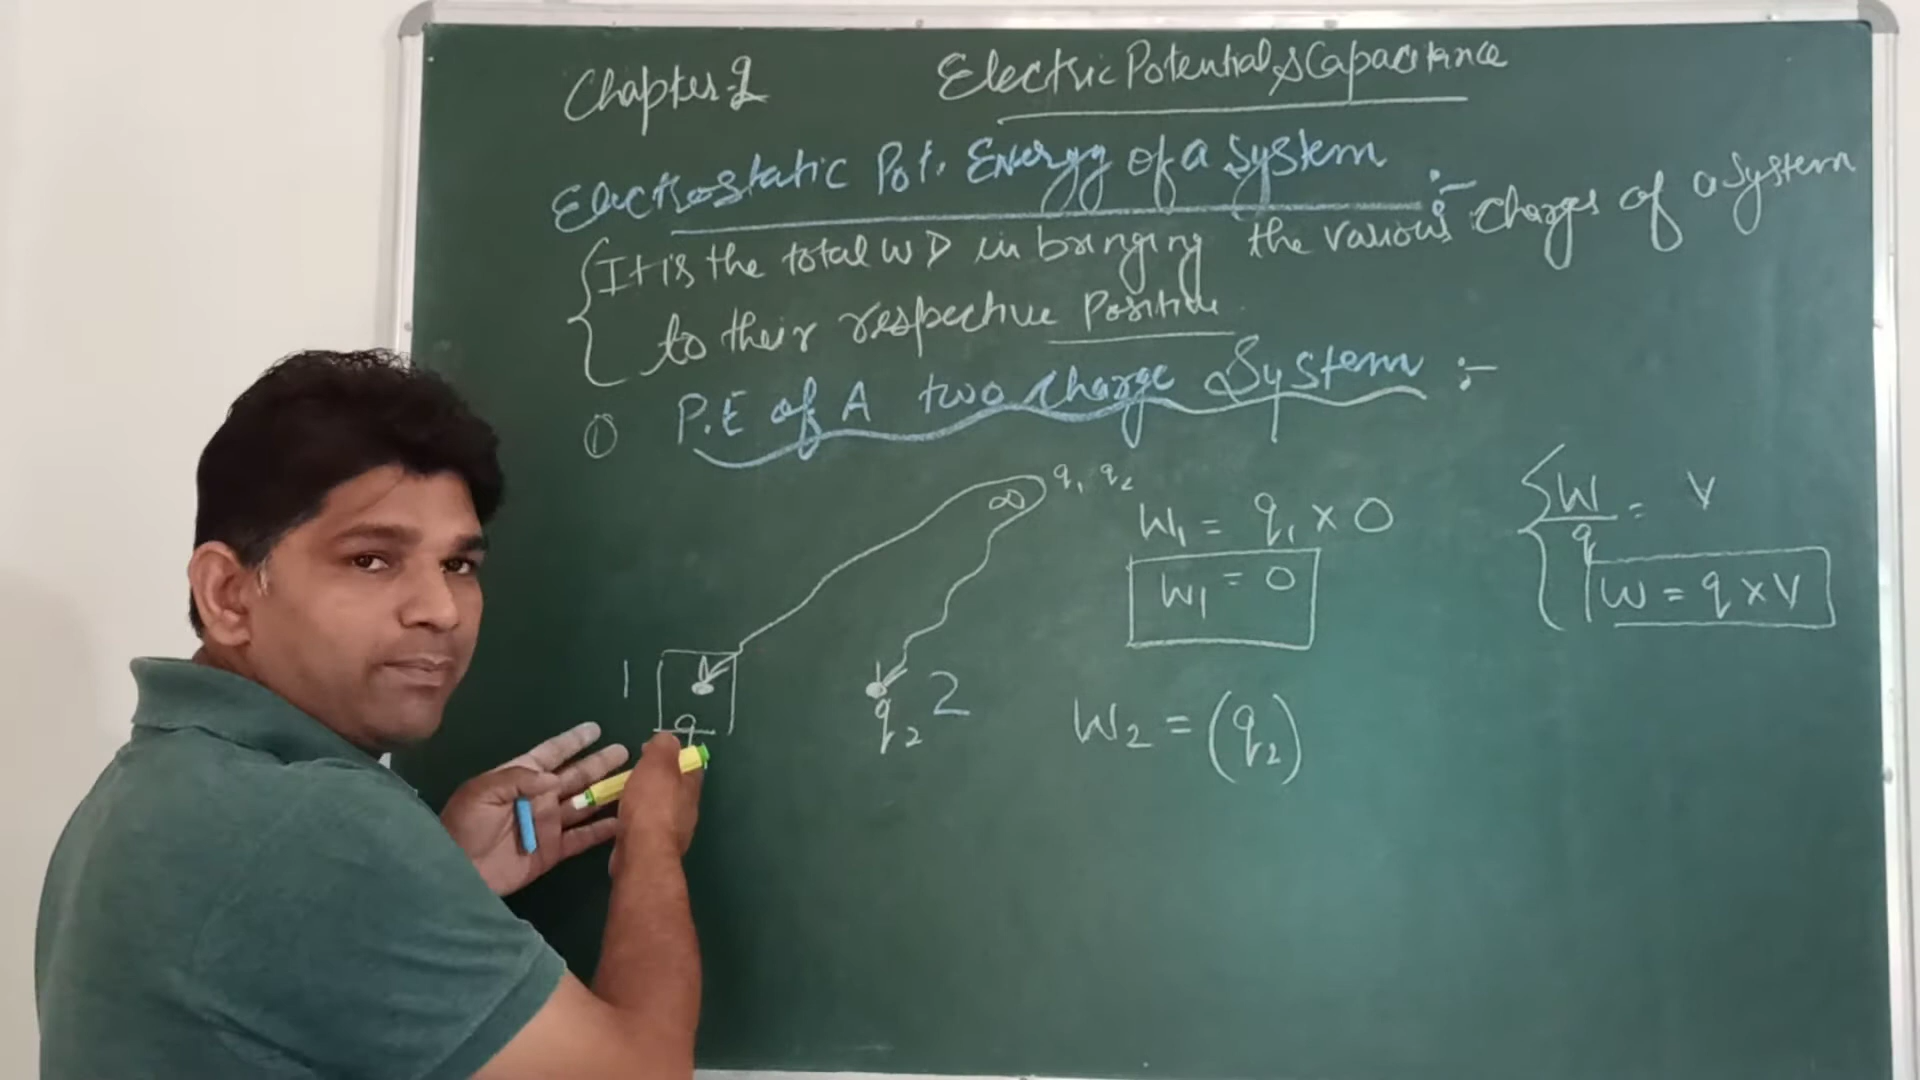 Chapter-2 Electric Potential & Capacitance
Electrostatic Pot. Energy of a System :-
It is the total WD in bringing the various charges of a System
to their respective Position
① P.E of A two charge System :-
∞ q₁ q₂
W₁ = q₁ × 0
W/q = V
W₁ = 0
W = q × V
1
q
q₂ 2
W₂ = (q₂)